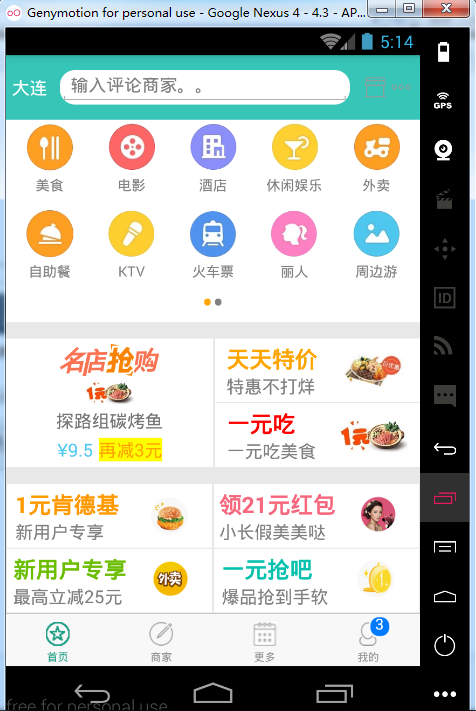 Genymotion for personal use - Google Nexus 4 - 4.3 - AP...
5:14
大连 输入评论商家。。
GPS
美食 电影 酒店 休闲娱乐 外卖
ID
自助餐 KTV 火车票 丽人 周边游
名店抢购
1元
探路组碳烤鱼
¥9.5 再减3元
天天特价
特惠不打烊
一元吃
一元吃美食
1元
1元肯德基
新用户专享
领21元红包
小长假美美哒
新用户专享
最高立减25元
外卖
一元抢吧
爆品抢到手软
3
首页 商家 更多 我的
free for personal use